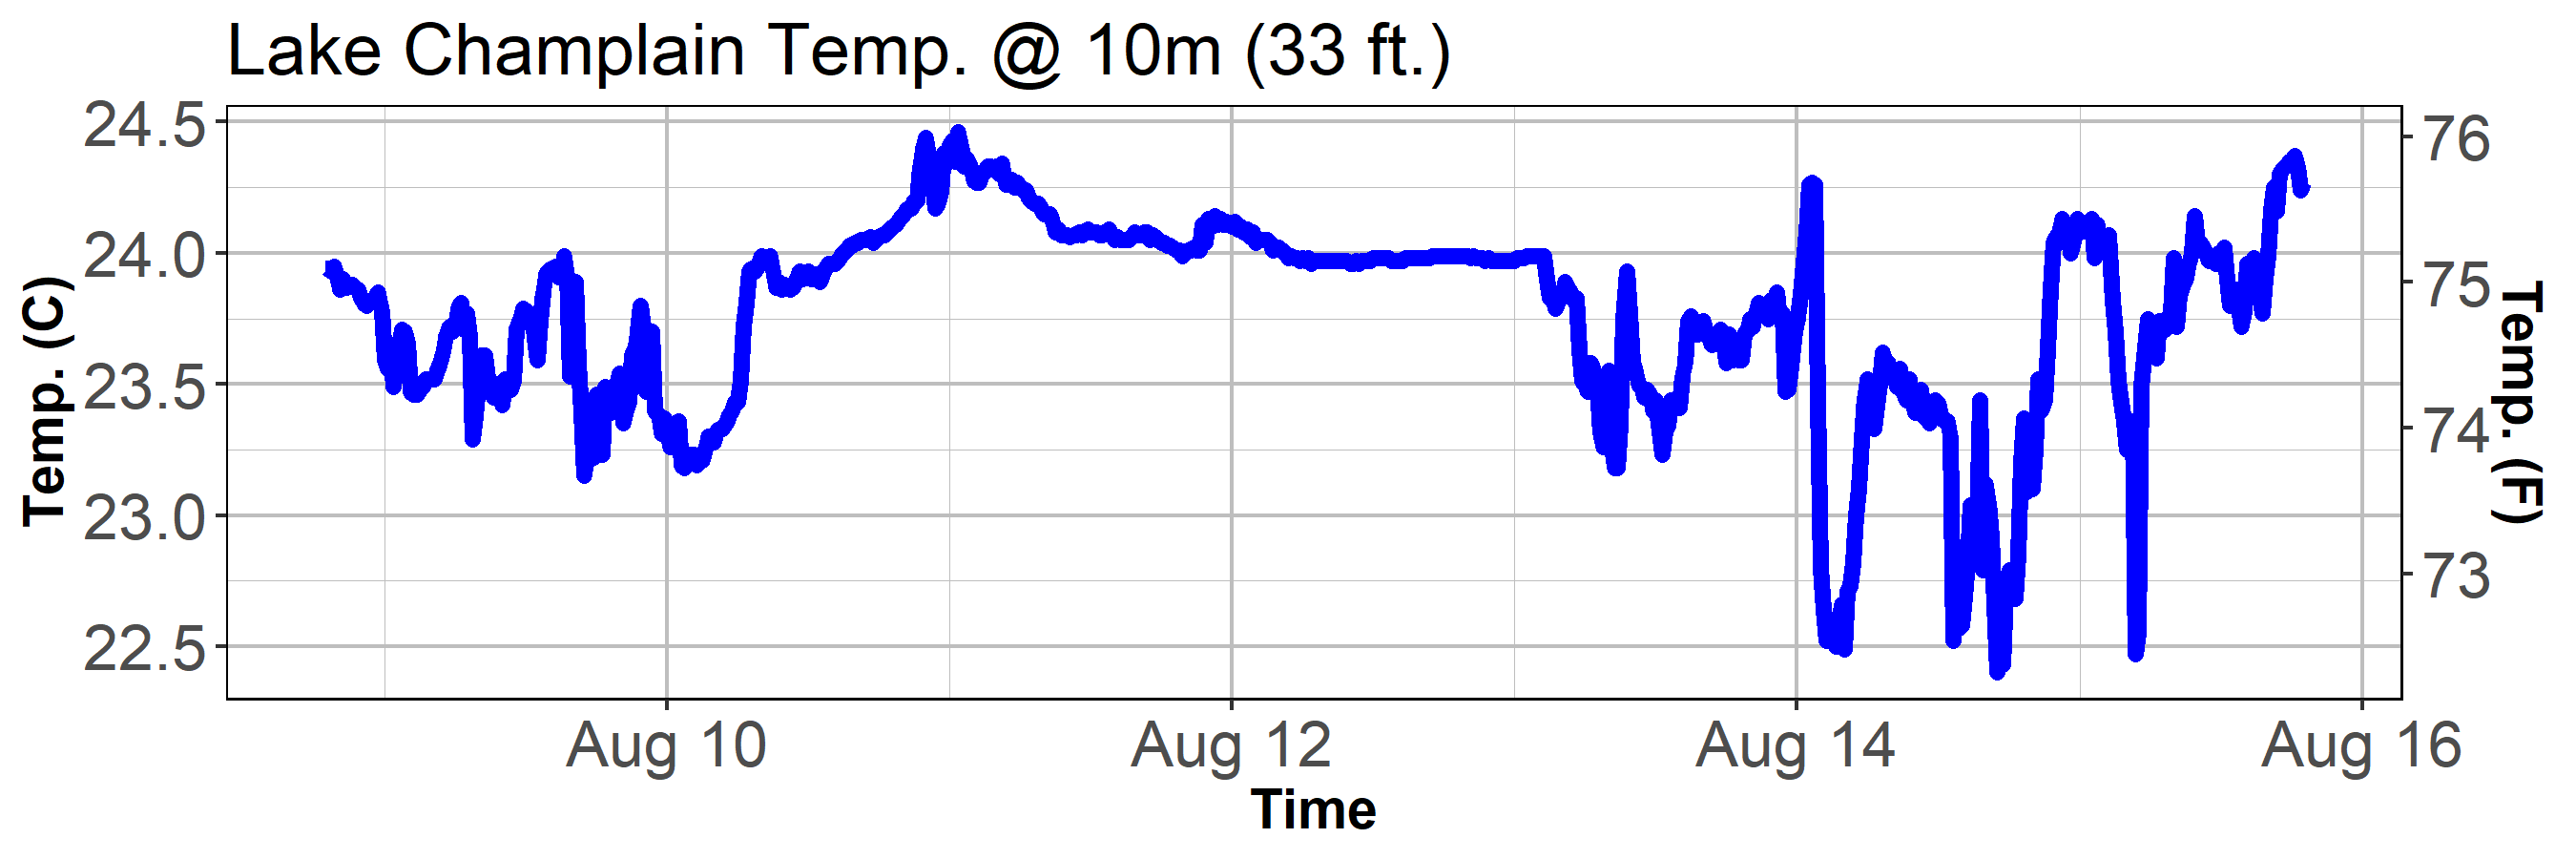 Lake Champlain Temp. @ 10m (33 ft.)
Temp. (C)
24.5
24.0
23.5
23.0
22.5
76
75
74
73
Temp. (F)
Aug 10
Aug 12
Aug 14
Aug 16
Time